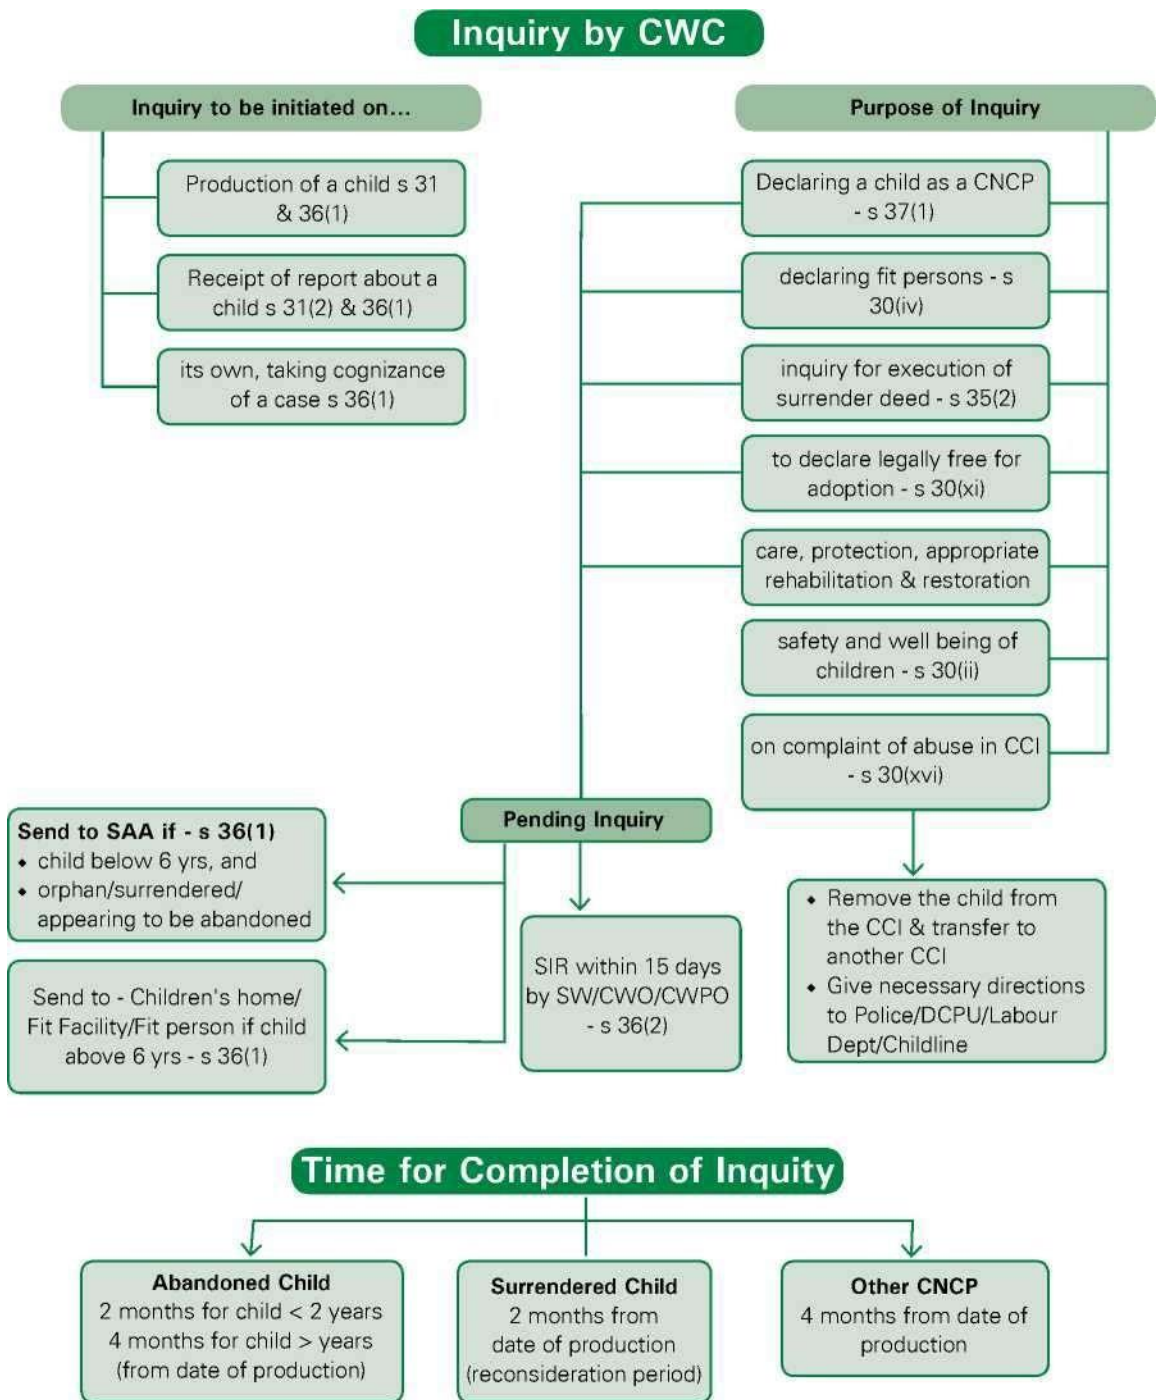 Inquiry by CWC
Inquiry to be initiated on...
Production of a child s 31
& 36(1)
Receipt of report about a
child s 31(2) & 36(1)
its own, taking cognizance
of a case s 36(1)
Purpose of Inquiry
Declaring a child as a CNCP
- s 37(1)
declaring fit persons - s
30(iv)
inquiry for execution of
surrender deed - s 35(2)
to declare legally free for
adoption - s 30(xi)
care, protection, appropriate
rehabilitation & restoration
safety and well being of
children - s 30(ii)
on complaint of abuse in CCI
- s 30(xvi)
Pending Inquiry
Send to SAA if - s 36(1)
• child below 6 yrs, and
• orphan/surrendered/
appearing to be abandoned
Send to - Children's home/
Fit Facility/Fit person if child
above 6 yrs - s 36(1)
SIR within 15 days
by SW/CWO/CWPO
- s 36(2)
• Remove the child from
the CCI & transfer to
another CCI
• Give necessary directions
to Police/DCPU/Labour
Dept/Childline
Time for Completion of Inquity
Abandoned Child
2 months for child < 2 years
4 months for child > years
(from date of production)
Surrendered Child
2 months from
date of production
(reconsideration period)
Other CNCP
4 months from date of
production